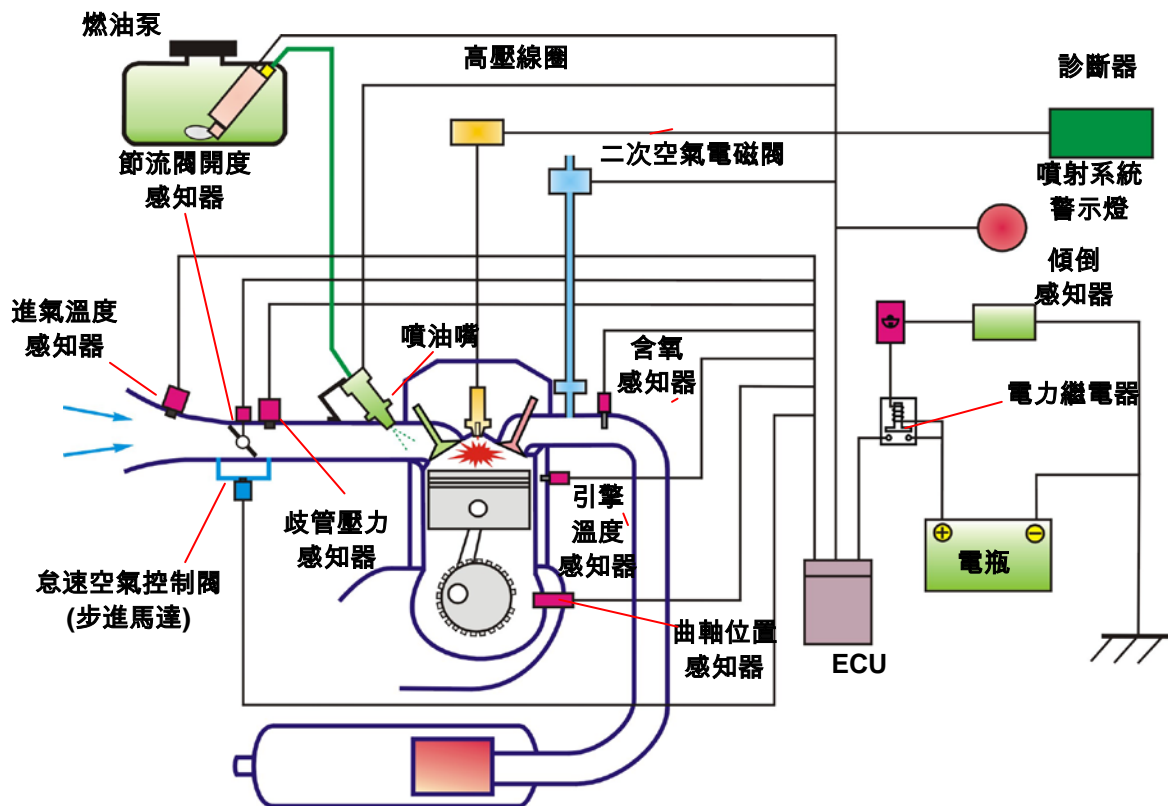 燃油泵
高壓線圈
診斷器
二次空氣電磁閥
節流閥開度
感知器
噴射系統
警示燈
傾倒
感知器
進氣溫度
感知器
噴油嘴
含氧
感知器
電力繼電器
引擎
溫度
感知器
歧管壓力
感知器
+
−
電瓶
怠速空氣控制閥
(步進馬達)
曲軸位置
感知器
ECU